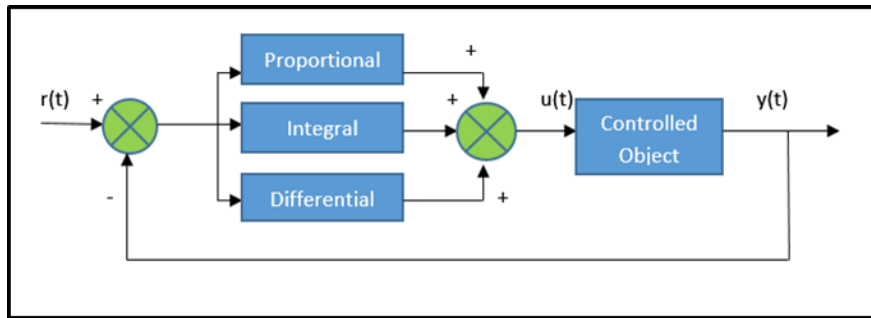 Proportional
+
r(t)
+
+
u(t)
y(t)
Integral
Controlled
Object
-
Differential
+